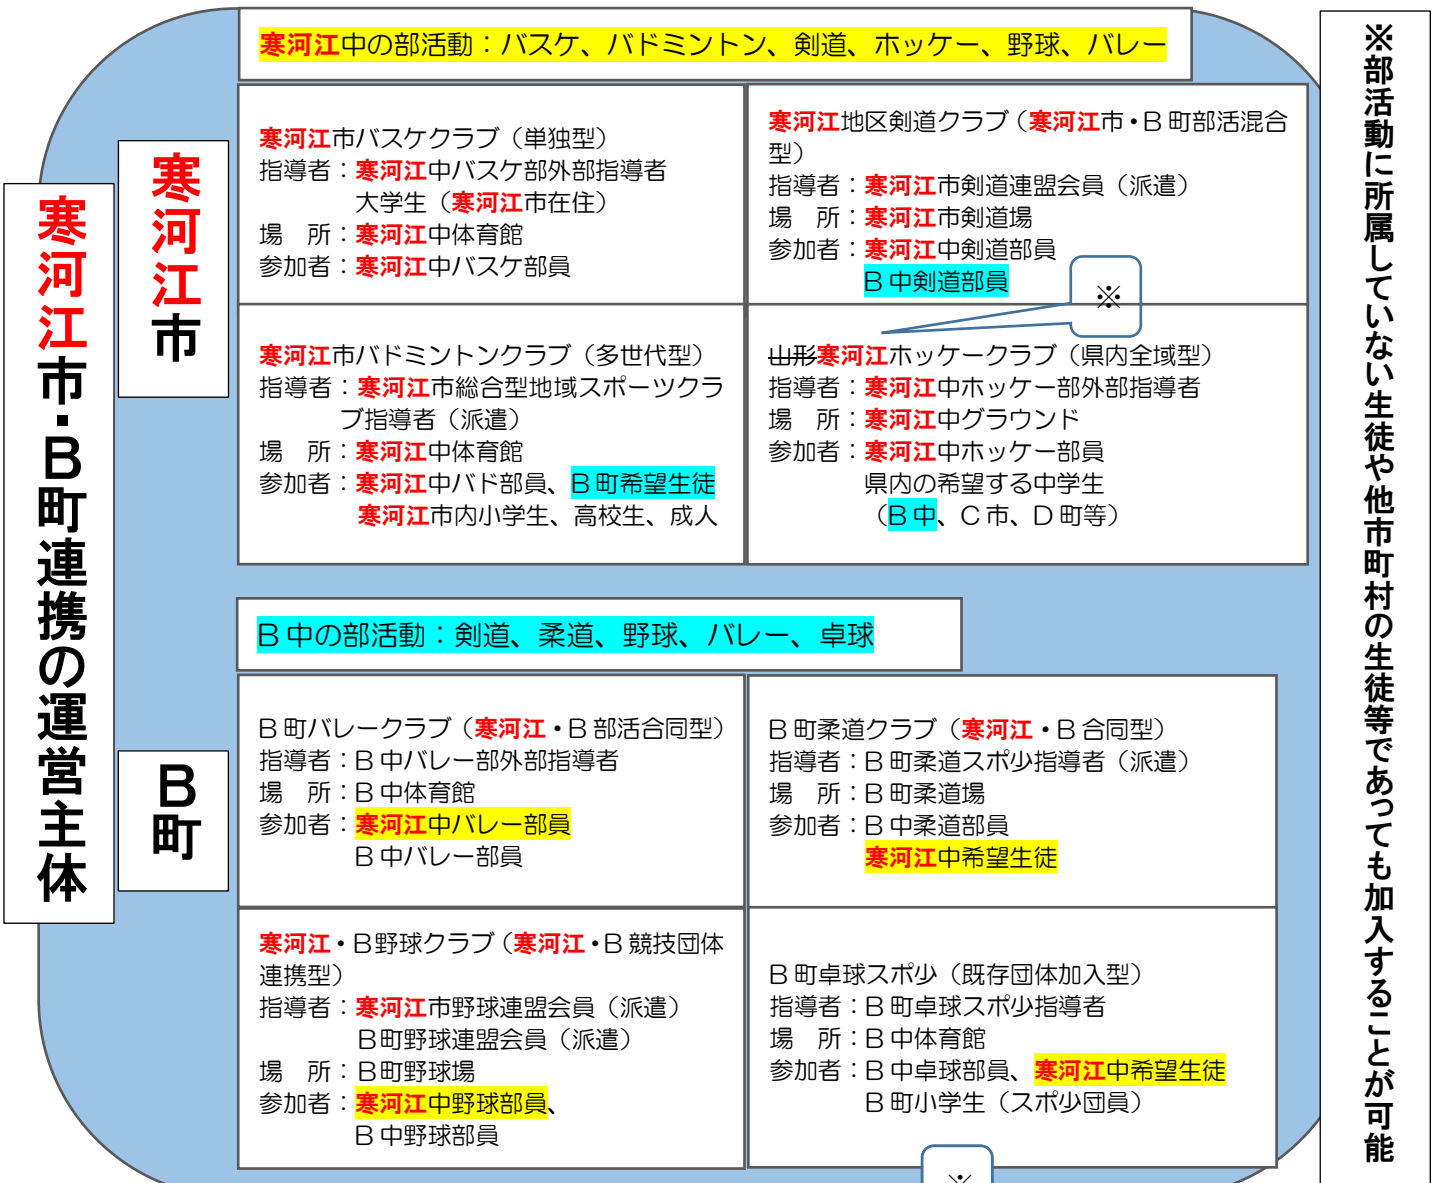 寒河江市・B町連携の運営主体
寒河江市
寒河江中の部活動：バスケ、バドミントン、剣道、ホッケー、野球、バレー
寒河江市バスケクラブ（単独型）
指導者：寒河江中バスケ部外部指導者
大学生（寒河江市在住）
場　所：寒河江中体育館
参加者：寒河江中バスケ部員
寒河江地区剣道クラブ（寒河江市・B町部活混合
型）
指導者：寒河江市剣道連盟会員（派遣）
場　所：寒河江市剣道場
参加者：寒河江中剣道部員
B中剣道部員
※
寒河江市バドミントンクラブ（多世代型）
指導者：寒河江市総合型地域スポーツクラ
ブ指導者（派遣）
場　所：寒河江中体育館
参加者：寒河江中バド部員、B町希望生徒
寒河江市内小学生、高校生、成人
山形寒河江ホッケークラブ（県内全域型）
指導者：寒河江中ホッケー部外部指導者
場　所：寒河江中グラウンド
参加者：寒河江中ホッケー部員
県内の希望する中学生
（B中、C市、D町等）
B町
B中の部活動：剣道、柔道、野球、バレー、卓球
B町バレークラブ（寒河江・B部活合同型）
指導者：B中バレー部外部指導者
場　所：B中体育館
参加者：寒河江中バレー部員
B中バレー部員
B町柔道クラブ（寒河江・B合同型）
指導者：B町柔道スポ少指導者（派遣）
場　所：B町柔道場
参加者：B中柔道部員
寒河江中希望生徒
寒河江・B野球クラブ（寒河江・B競技団体
連携型）
指導者：寒河江市野球連盟会員（派遣）
B町野球連盟会員（派遣）
場　所：B町野球場
参加者：寒河江中野球部員、
B中野球部員
B町卓球スポ少（既存団体加入型）
指導者：B町卓球スポ少指導者
場　所：B中体育館
参加者：B中卓球部員、寒河江中希望生徒
B町小学生（スポ少団員）
※
※部活動に所属していない生徒や他市町村の生徒等であっても加入することが可能